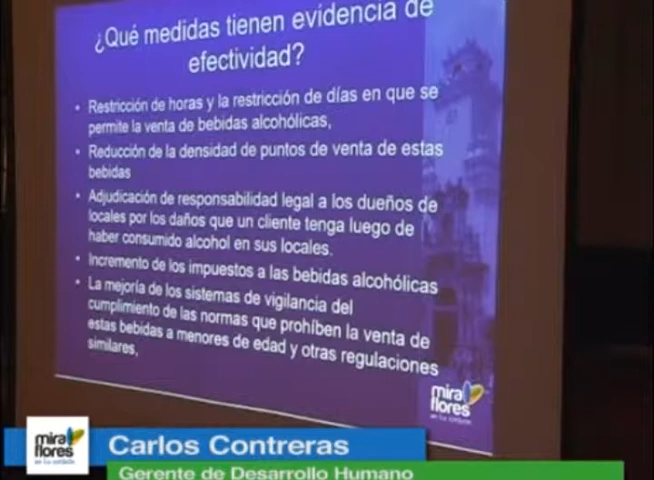 ¿Qué medidas tienen evidencia de
efectividad?
• Restricción de horas y la restricción de días en que se
permite la venta de bebidas alcohólicas,
• Reducción de la densidad de puntos de venta de estas
bebidas
• Adjudicación de responsabilidad legal a los dueños de
locales por los daños que un cliente tenga luego de
haber consumido alcohol en sus locales.
• Incremento de los impuestos a las bebidas alcohólicas
• La mejoría de los sistemas de vigilancia del
cumplimiento de las normas que prohíben la venta de
estas bebidas a menores de edad y otras regulaciones
similares,
mira
flores
mira
flores
Carlos Contreras
Gerente de Desarrollo Humano